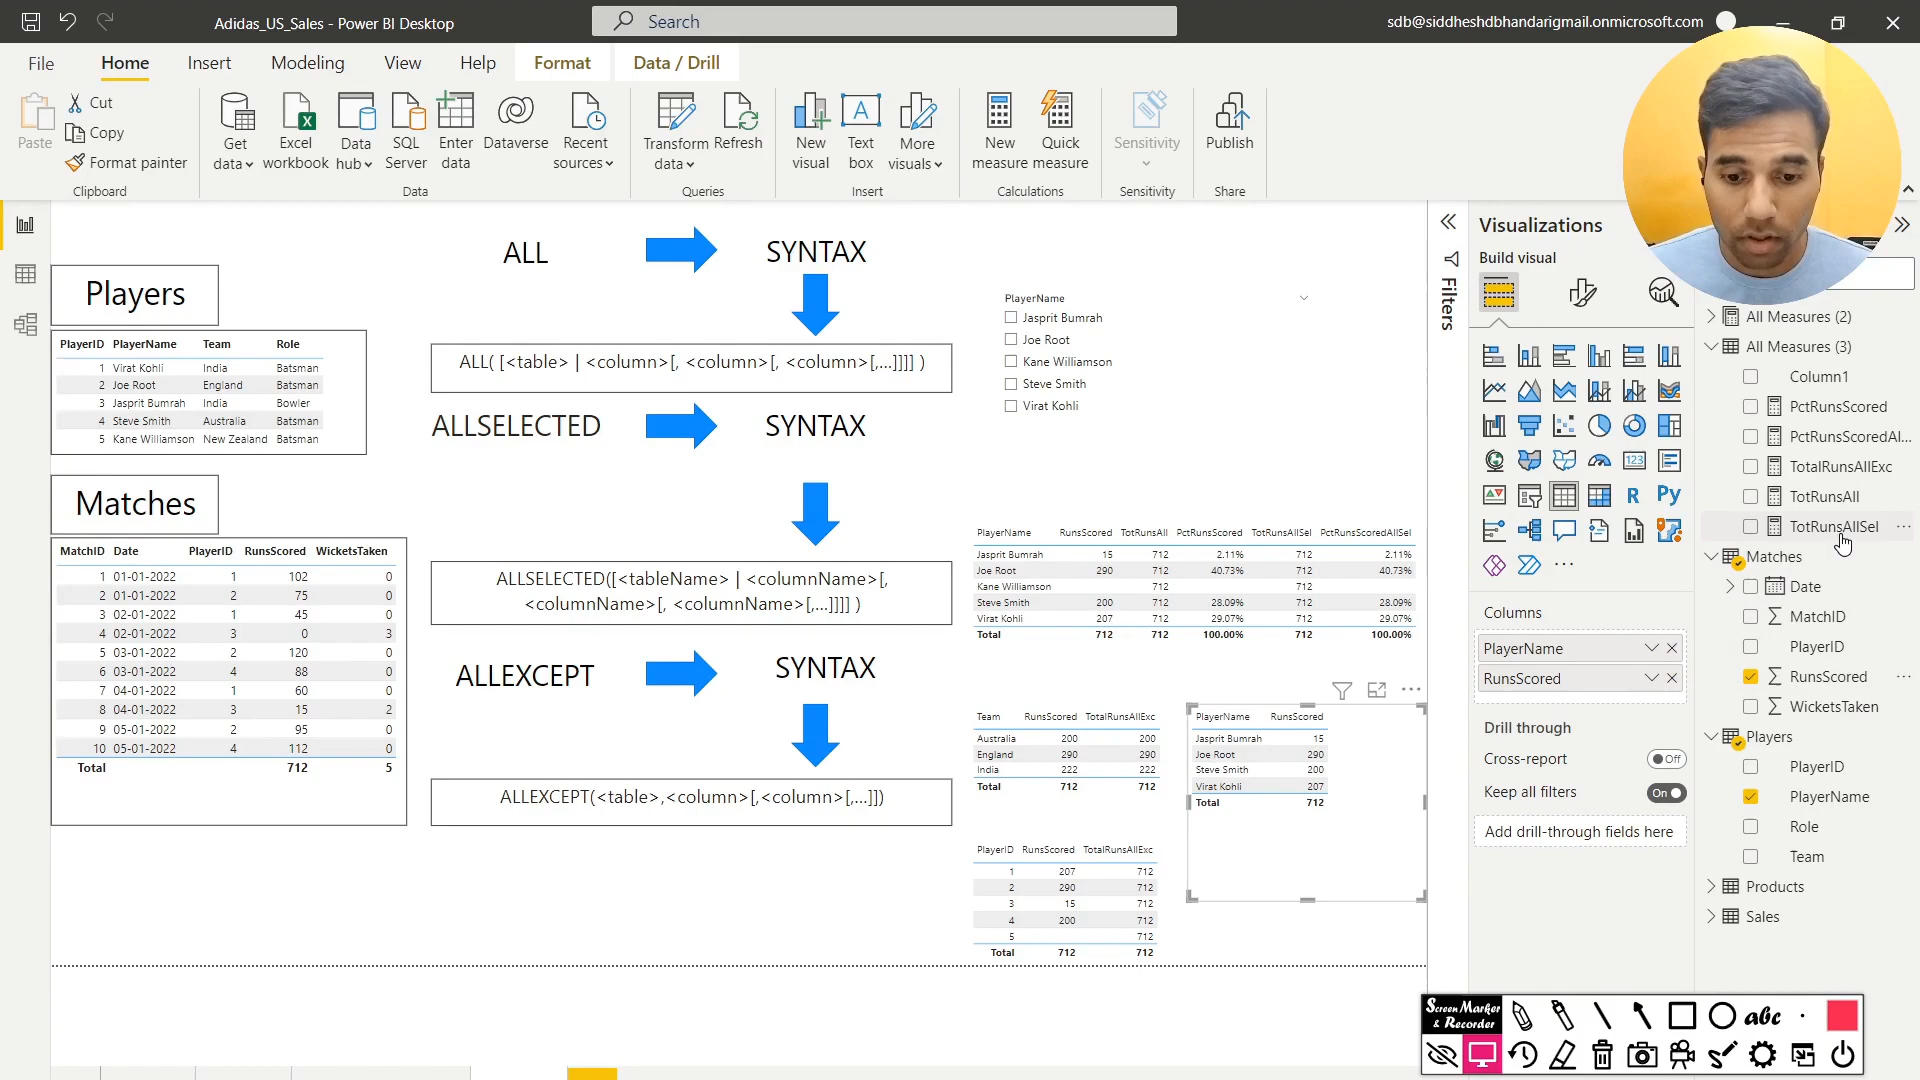 Adidas_US_Sales - Power BI Desktop
Search
sdb@siddheshdbhandarigmail.onmicrosoft.com
File
Home
Insert
Modeling
View
Help
Format
Data / Drill
Paste
Cut
Copy
Format painter
Get data
Excel workbook
Data hub
SQL Server
Enter data
Dataverse
Recent sources
Transform data
Refresh
New visual
Text box
More visuals
New measure
Quick measure
Sensitivity
Publish
Clipboard
Data
Queries
Insert
Calculations
Sensitivity
Share
Players
PlayerID PlayerName Team Role
1 Virat Kohli India Batsman
2 Joe Root England Batsman
3 Jasprit Bumrah India Bowler
4 Steve Smith Australia Batsman
5 Kane Williamson New Zealand Batsman
Matches
MatchID Date PlayerID RunsScored WicketsTaken
1 01-01-2022 1 102 0
2 01-01-2022 2 75 0
3 02-01-2022 1 45 0
4 02-01-2022 3 0 3
5 03-01-2022 2 120 0
6 03-01-2022 4 88 0
7 04-01-2022 1 60 0
8 04-01-2022 3 15 2
9 05-01-2022 2 95 0
10 05-01-2022 4 112 0
Total 712 5
ALL
SYNTAX
ALL( [<table> | <column>[, <column>[, <column>[,...]]]] )
ALLSELECTED
SYNTAX
ALLSELECTED([<tableName> | <columnName>[,
<columnName>[, <columnName>[,...]]]] )
ALLEXCEPT
SYNTAX
ALLEXCEPT(<table>,<column>[,<column>[,...]])
PlayerName
Jasprit Bumrah
Joe Root
Kane Williamson
Steve Smith
Virat Kohli
PlayerName RunsScored TotRunsAll PctRunsScored TotRunsAllSel PctRunsScoredAllSel
Jasprit Bumrah 15 712 2.11% 712 2.11%
Joe Root 290 712 40.73% 712 40.73%
Kane Williamson 712 712
Steve Smith 200 712 28.09% 712 28.09%
Virat Kohli 207 712 29.07% 712 29.07%
Total 712 712 100.00% 712 100.00%
Team RunsScored TotalRunsAllExc
Australia 200 200
England 290 290
India 222 222
Total 712 712
PlayerName RunsScored
Jasprit Bumrah 15
Joe Root 290
Steve Smith 200
Virat Kohli 207
Total 712
PlayerID RunsScored TotalRunsAllExc
1 207 712
2 290 712
3 15 712
4 200 712
5 712
Total 712 712
Filters
Visualizations
Build visual
123
R
Py
Columns
PlayerName
RunsScored
Drill through
Cross-report
Off
Keep all filters
On
Add drill-through fields here
All Measures (2)
All Measures (3)
Column1
PctRunsScored
PctRunsScoredAl...
TotalRunsAllExc
TotRunsAll
TotRunsAllSel
Matches
Date
MatchID
PlayerID
RunsScored
WicketsTaken
Players
PlayerID
PlayerName
Role
Team
Products
Sales
Screen Marker
& Recorder
abc